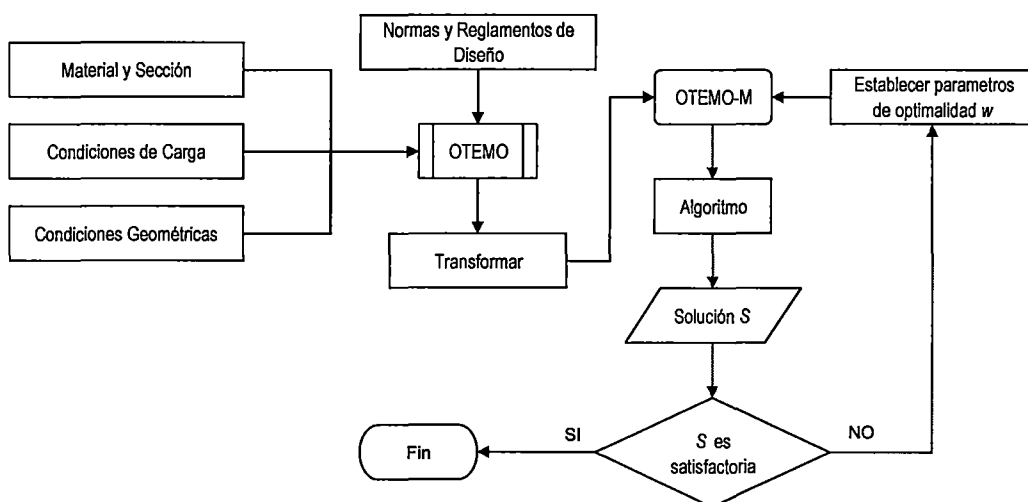 Normas y Reglamentos de
Diseño
Material y Sección
Condiciones de Carga
Condiciones Geométricas
OTEMO
Transformar
OTEMO-M
Establecer parametros
de optimalidad w
Algoritmo
Solución S
S es
satisfactoria
SI
NO
Fin